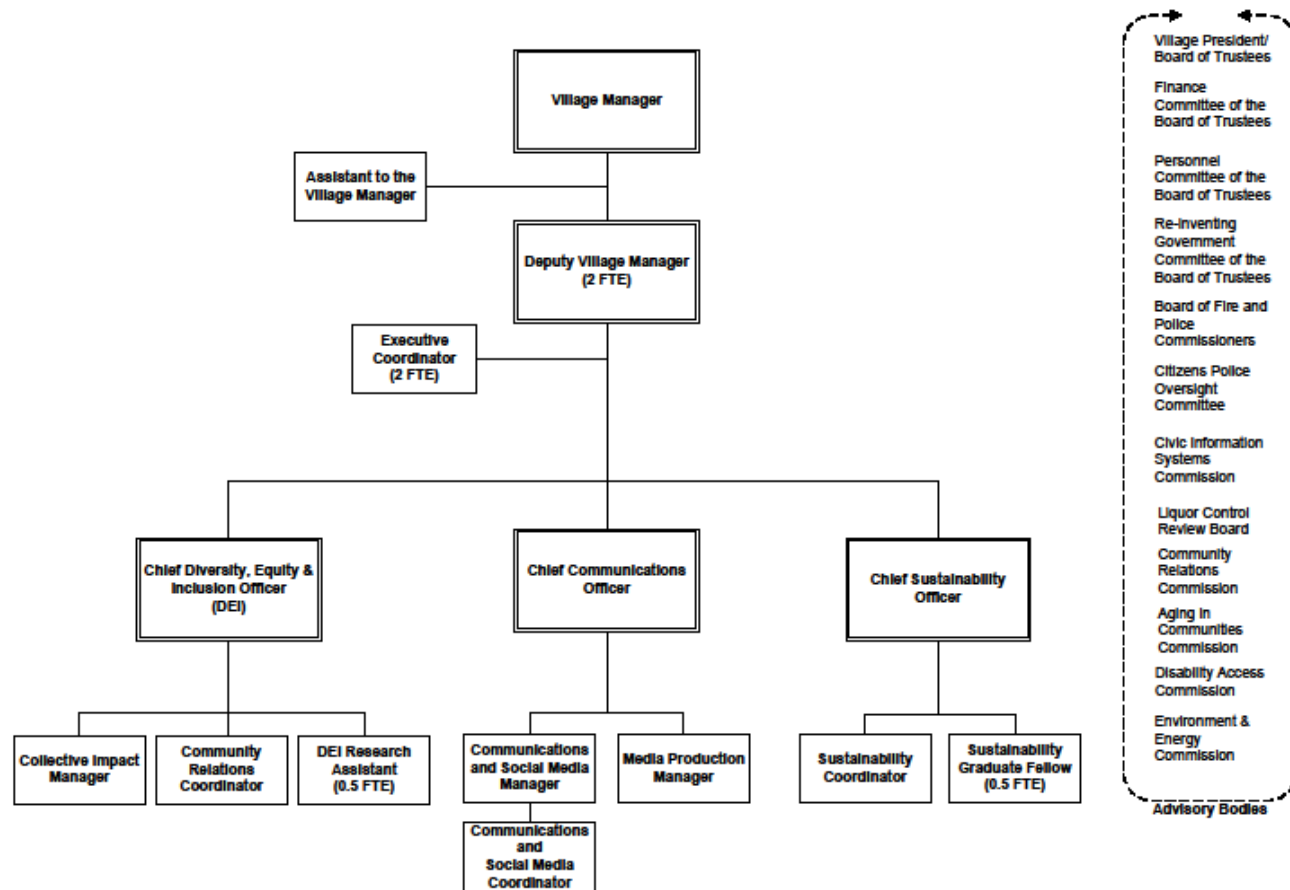 Village Manager
Assistant to the
Village Manager
Deputy Village Manager
(2 FTE)
Executive
Coordinator
(2 FTE)
Chief Diversity, Equity &
Inclusion Officer
(DEI)
Chief Communications
Officer
Chief Sustainability
Officer
Collective Impact
Manager
Community
Relations
Coordinator
DEI Research
Assistant
(0.5 FTE)
Communications
and Social Media
Manager
Media Production
Manager
Sustainability
Coordinator
Sustainability
Graduate Fellow
(0.5 FTE)
Communications
and
Social Media
Coordinator
Village President/
Board of Trustees
Finance
Committee of the
Board of Trustees
Personnel
Committee of the
Board of Trustees
Re-Inventing
Government
Committee of the
Board of Trustees
Board of Fire and
Police
Commissioners
Citizens Police
Oversight
Committee
Civic Information
Systems
Commission
Liquor Control
Review Board
Community
Relations
Commission
Aging in
Communities
Commission
Disability Access
Commission
Environment &
Energy
Commission
Advisory Bodies